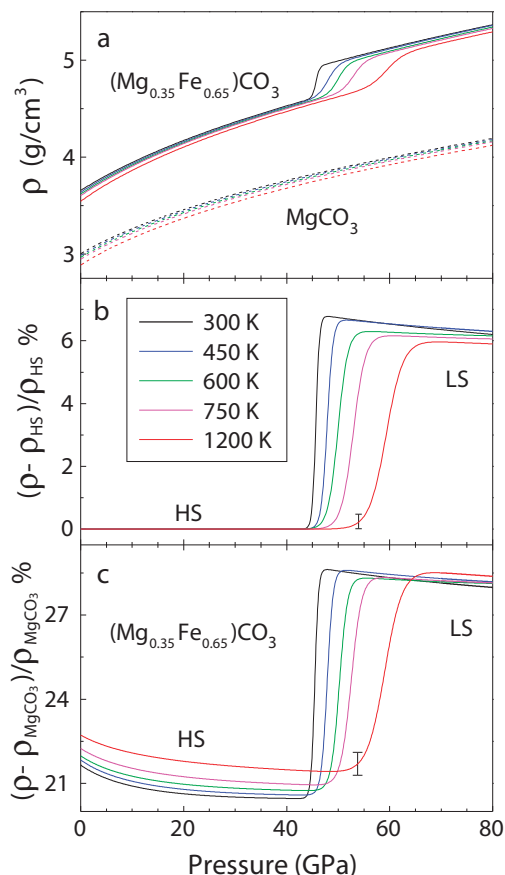 a
5
(Mg₀.₃₅Fe₀.₆₅)CO₃
ρ (g/cm³)
4
MgCO₃
3
b
300 K
450 K
600 K
750 K
1200 K
6
(ρ- ρHS)/ρHS %
LS
3
HS
0
c
(Mg₀.₃₅Fe₀.₆₅)CO₃
27
(ρ- ρMgCO₃)/ρMgCO₃ %
LS
24
HS
21
0 20 40 60 80
Pressure (GPa)